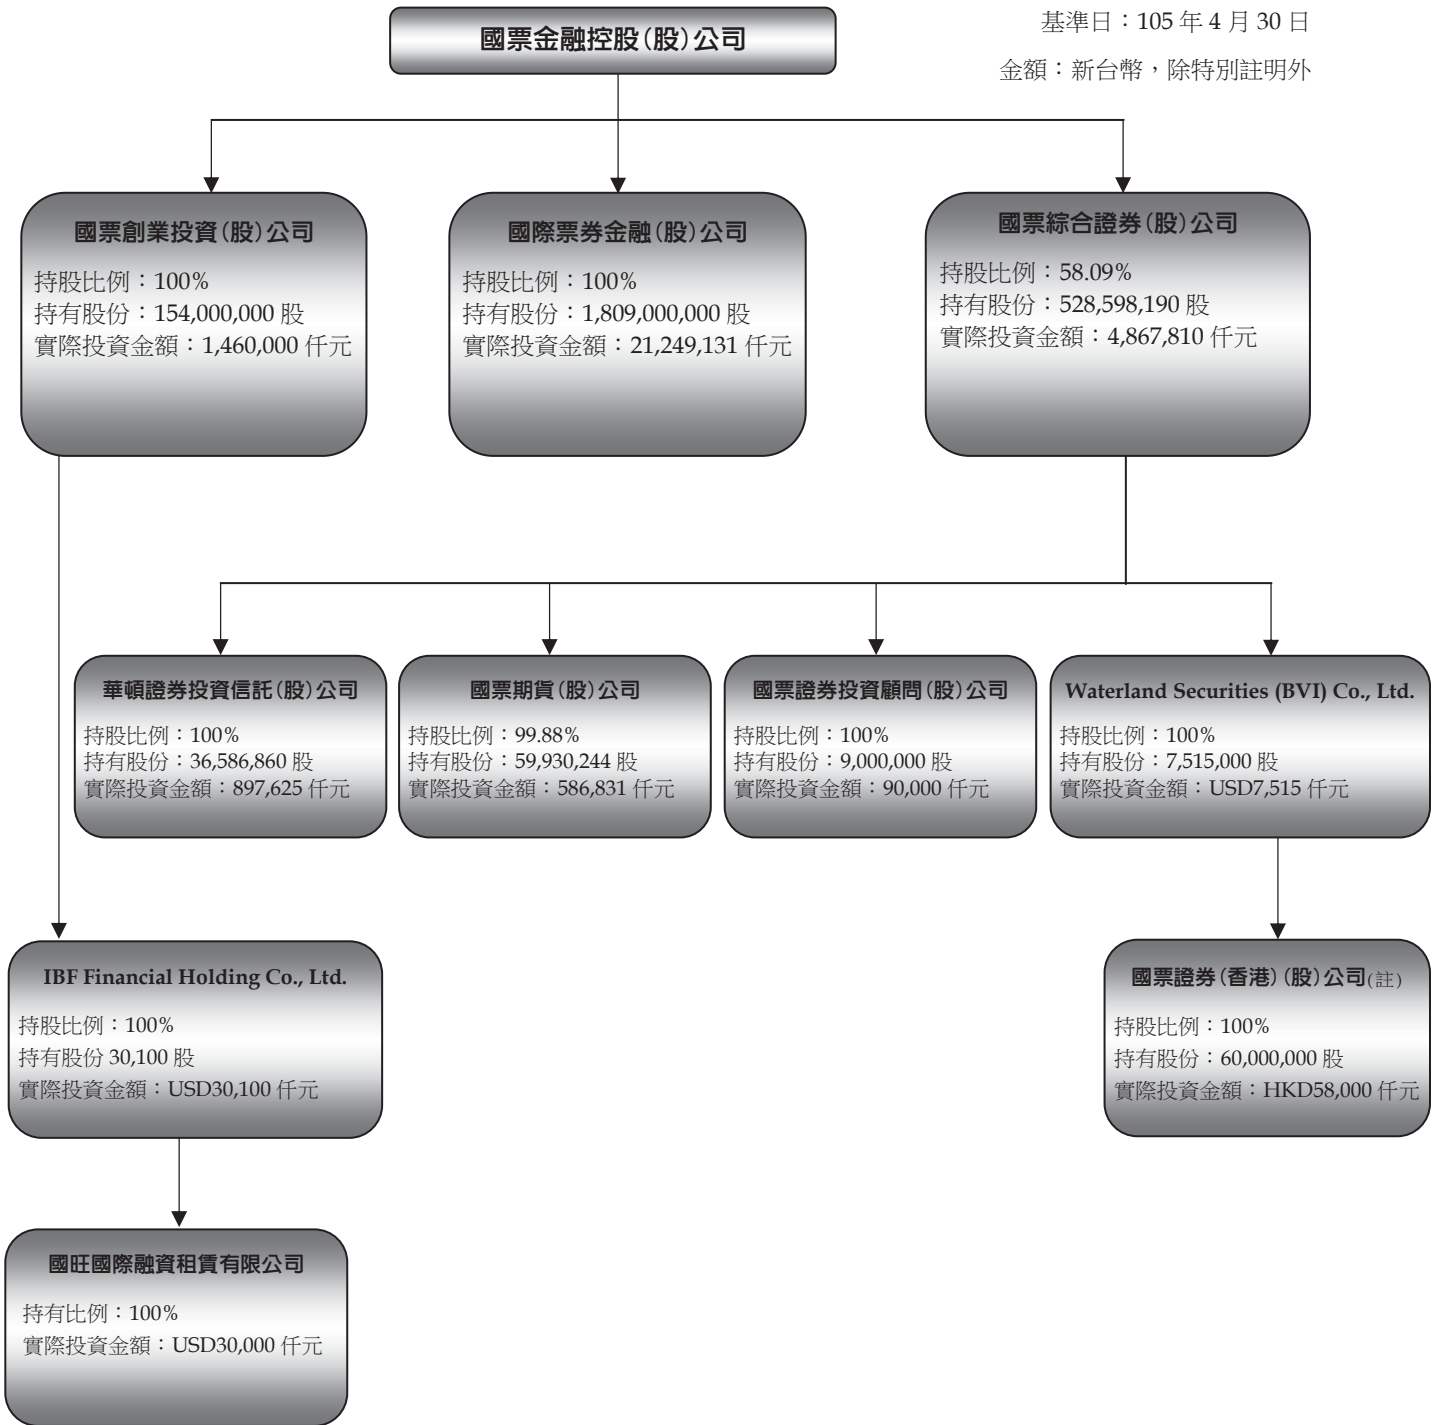 國票金融控股(股)公司
基準日：105 年 4 月 30 日
金額：新台幣，除特別註明外
國票創業投資(股)公司
持股比例：100%
持有股份：154,000,000 股
實際投資金額：1,460,000 仟元
國際票券金融(股)公司
持股比例：100%
持有股份：1,809,000,000 股
實際投資金額：21,249,131 仟元
國票綜合證券(股)公司
持股比例：58.09%
持有股份：528,598,190 股
實際投資金額：4,867,810 仟元
華頓證券投資信託(股)公司
持股比例：100%
持有股份：36,586,860 股
實際投資金額：897,625 仟元
國票期貨(股)公司
持股比例：99.88%
持有股份：59,930,244 股
實際投資金額：586,831 仟元
國票證券投資顧問(股)公司
持股比例：100%
持有股份：9,000,000 股
實際投資金額：90,000 仟元
Waterland Securities (BVI) Co., Ltd.
持股比例：100%
持有股份：7,515,000 股
實際投資金額：USD7,515 仟元
IBF Financial Holding Co., Ltd.
持股比例：100%
持有股份 30,100 股
實際投資金額：USD30,100 仟元
國票證券(香港)(股)公司(註)
持股比例：100%
持有股份：60,000,000 股
實際投資金額：HKD58,000 仟元
國旺國際融資租賃有限公司
持有比例：100%
實際投資金額：USD30,000 仟元